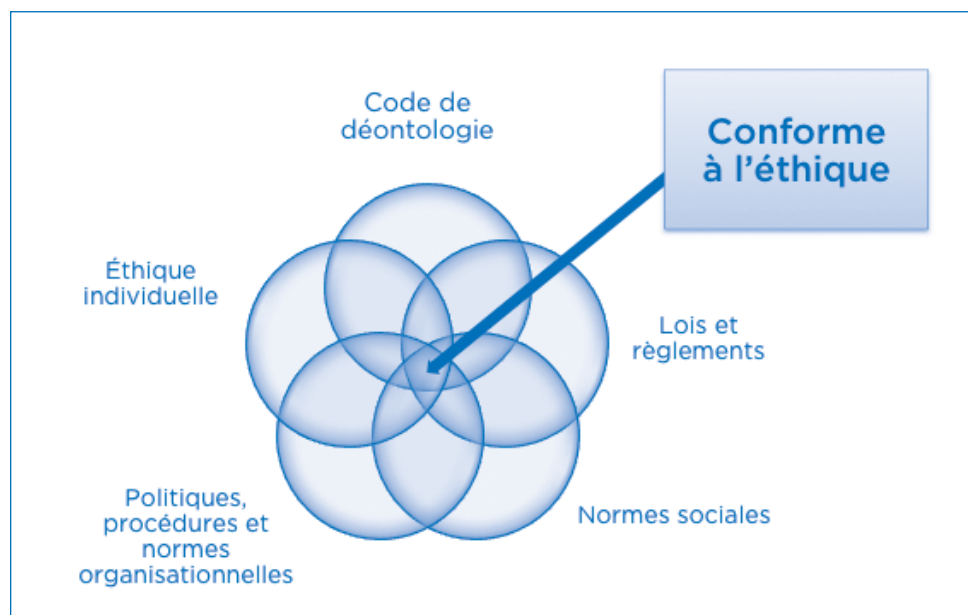 Code de
déontologie
Conforme
à l'éthique
Éthique
individuelle
Lois et
règlements
Politiques,
procédures et
normes
organisationnelles
Normes sociales